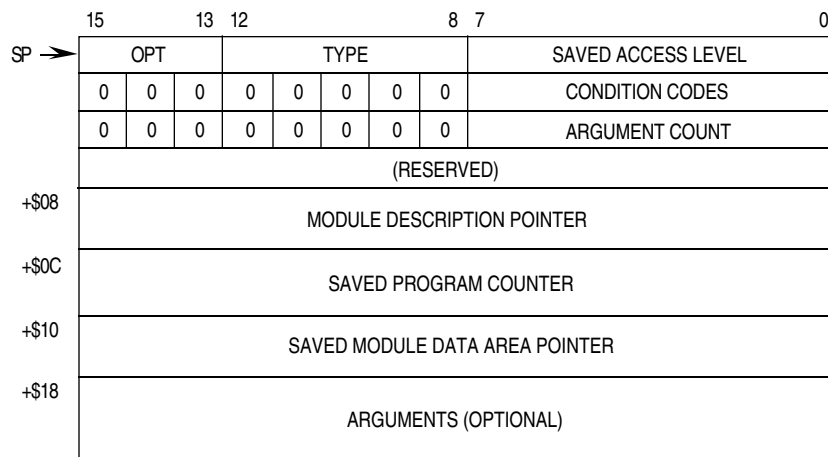 15 13 12 8 7 0
SP OPT TYPE SAVED ACCESS LEVEL
0 0 0 0 0 0 0 0 CONDITION CODES
0 0 0 0 0 0 0 0 ARGUMENT COUNT
(RESERVED)
+$08
MODULE DESCRIPTION POINTER
+$0C
SAVED PROGRAM COUNTER
+$10
SAVED MODULE DATA AREA POINTER
+$18
ARGUMENTS (OPTIONAL)